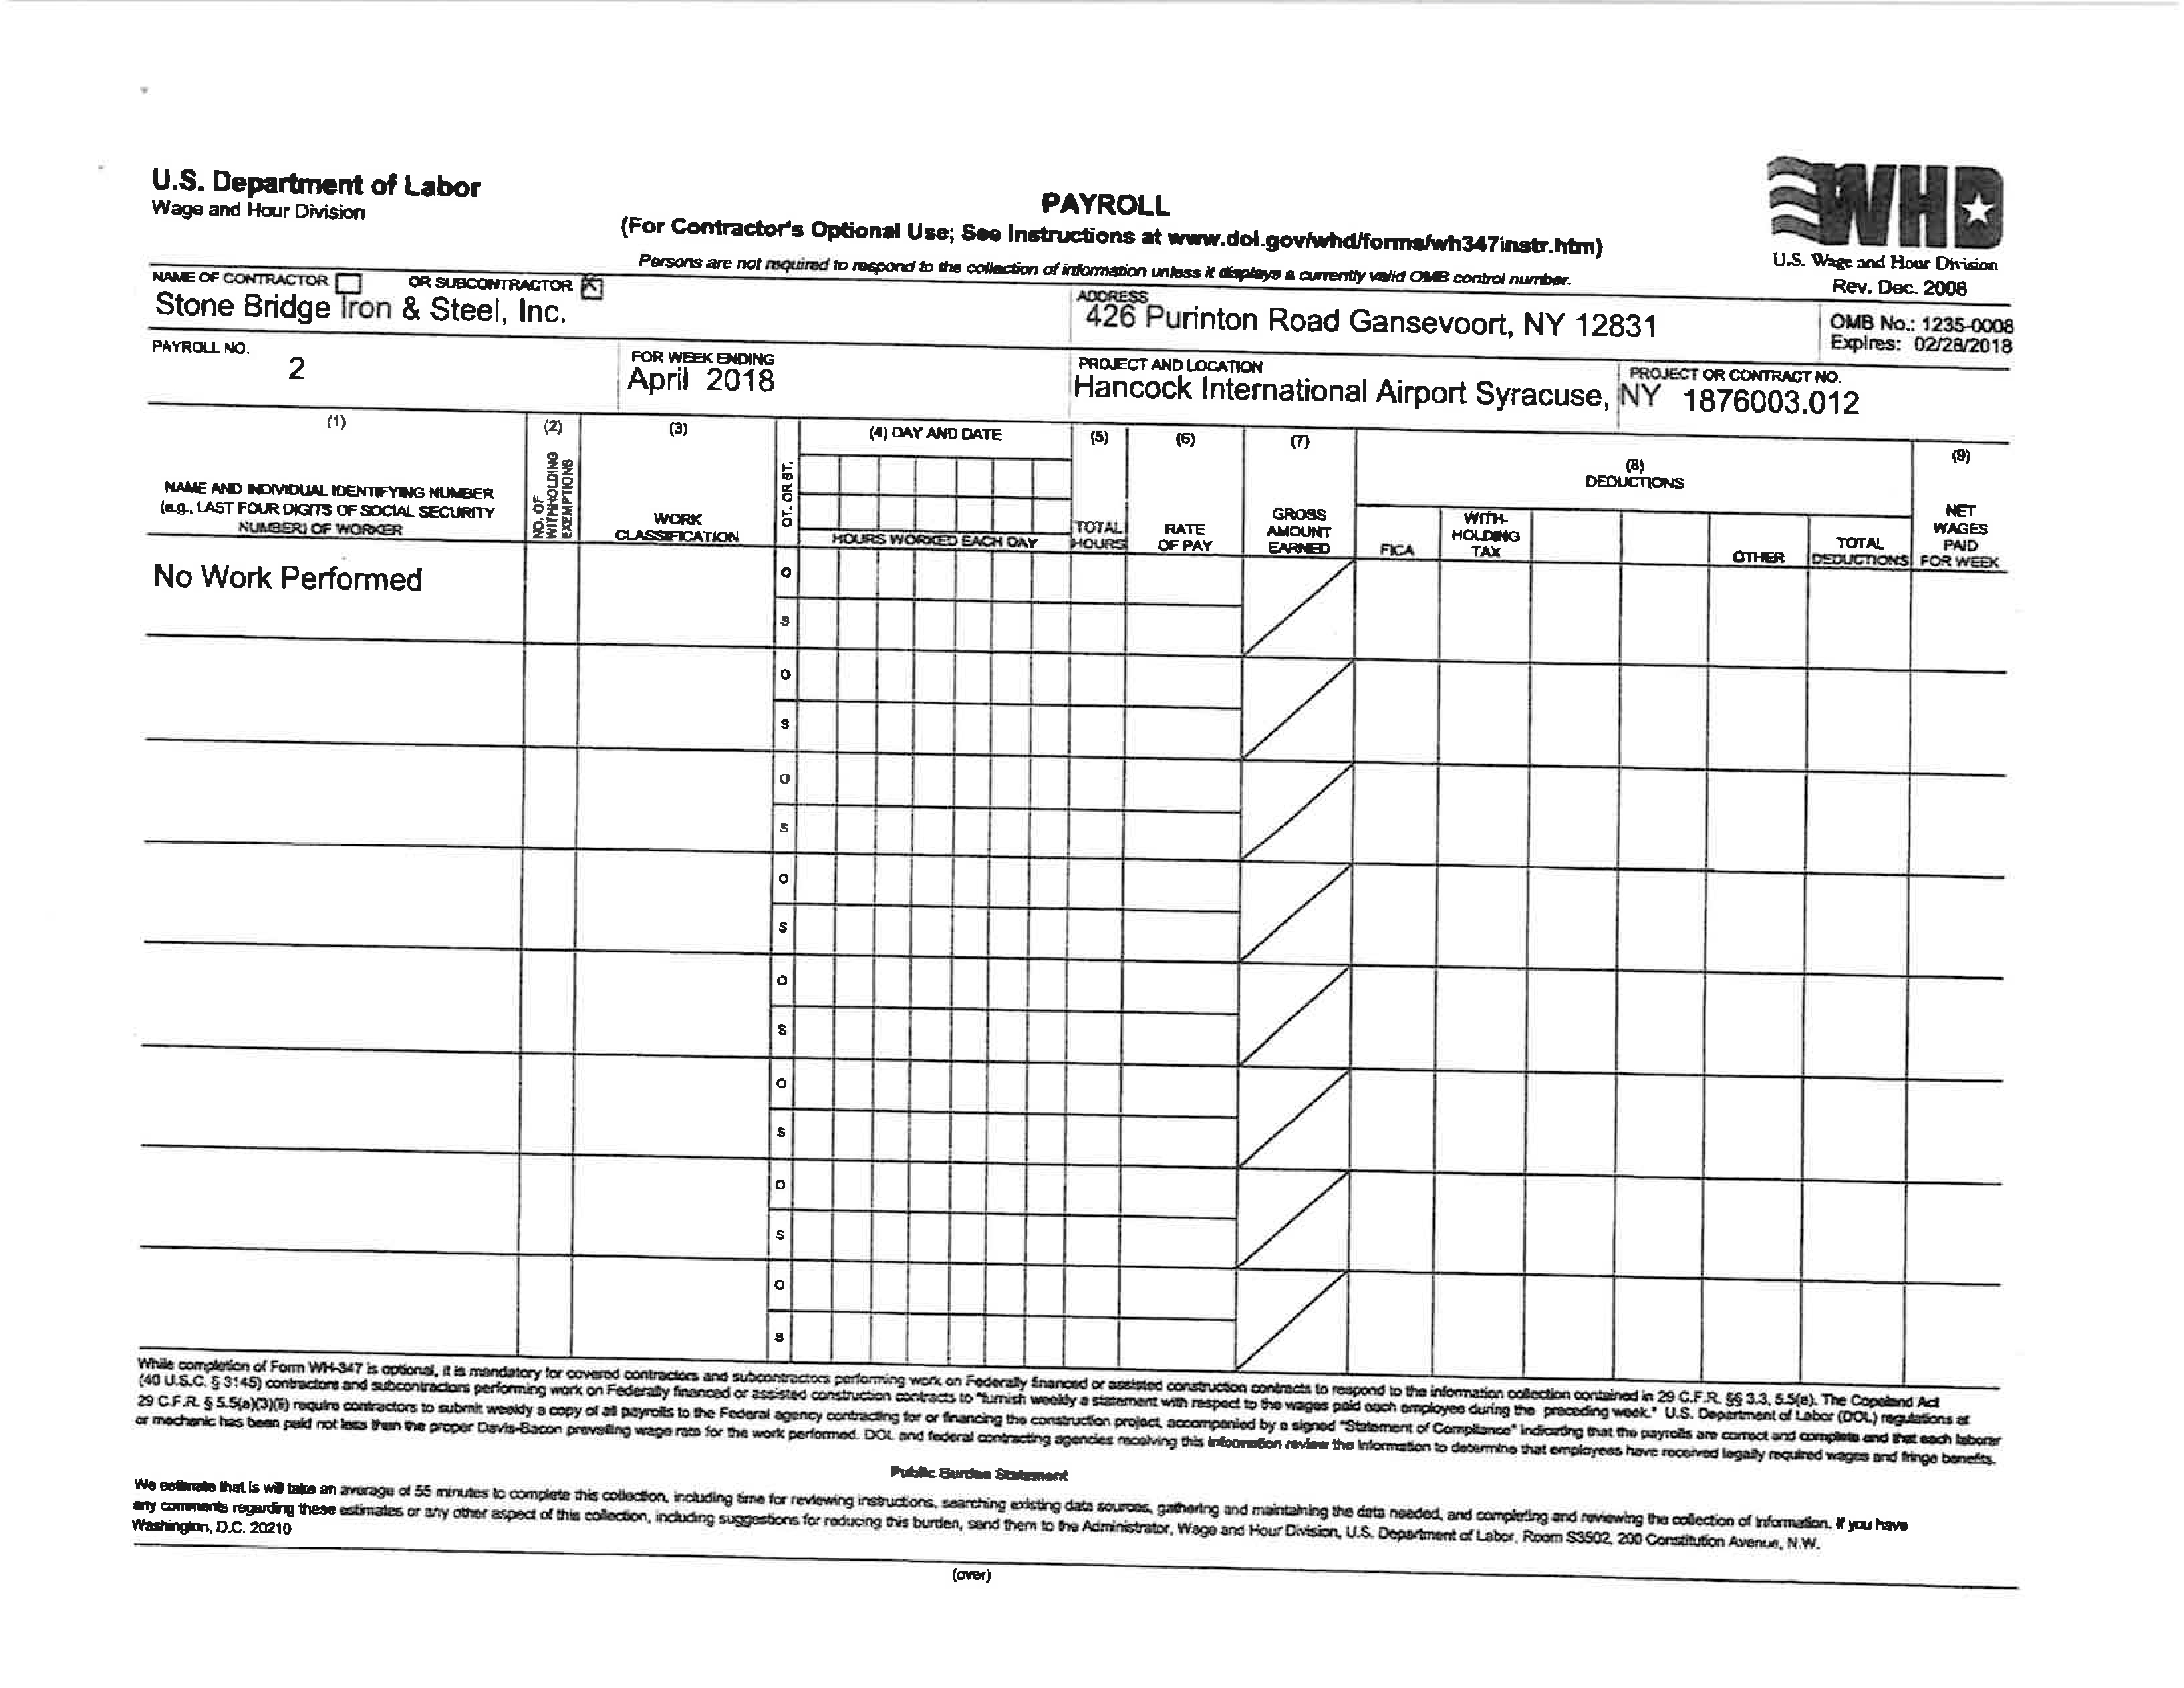 U.S. Department of Labor
Wage and Hour Division
PAYROLL
(For Contractor's Optional Use; See Instructions at www.dol.gov/whd/forms/wh347instr.htm)
Persons are not required to respond to the collection of information unless it displays a currently valid OMB control number.
WHD
U.S. Wage and Hour Division
Rev. Dec. 2008
NAME OF CONTRACTOR OR SUBCONTRACTOR
Stone Bridge Iron & Steel, Inc.
ADDRESS
426 Purinton Road Gansevoort, NY 12831
OMB No.: 1235-0008
Expires: 02/28/2018
PAYROLL NO.
2
FOR WEEK ENDING
April 2018
PROJECT AND LOCATION
Hancock International Airport Syracuse, NY
PROJECT OR CONTRACT NO.
1876003.012
(1)
NAME AND INDIVIDUAL IDENTIFYING NUMBER
(e.g., LAST FOUR DIGITS OF SOCIAL SECURITY
NUMBER) OF WORKER
(2)
NO. OF
WITHHOLDING
EXEMPTIONS
(3)
WORK
CLASSIFICATION
OT. OR ST.
(4) DAY AND DATE
HOURS WORKED EACH DAY
(5)
TOTAL
HOURS
(6)
RATE
OF PAY
(7)
GROSS
AMOUNT
EARNED
(8)
DEDUCTIONS
FICA
WITH-
HOLDING
TAX
OTHER
TOTAL
DEDUCTIONS
(9)
NET
WAGES
PAID
FOR WEEK
No Work Performed
O
S
O
S
O
S
O
S
O
S
O
S
O
S
O
S
While completion of Form WH-347 is optional, it is mandatory for covered contractors and subcontractors performing work on Federally financed or assisted construction contracts to respond to the information collection contained in 29 C.F.R. §§ 3.3, 5.5(a). The Copeland Act
(40 U.S.C. § 3145) contractors and subcontractors performing work on Federally financed or assisted construction contracts to "furnish weekly a statement with respect to the wages paid each employee during the preceding week." U.S. Department of Labor (DOL) regulations at
29 C.F.R. § 5.5(a)(3)(ii) require contractors to submit weekly a copy of all payrolls to the Federal agency contracting for or financing the construction project, accompanied by a signed "Statement of Compliance" indicating that the payrolls are correct and complete and that each laborer
or mechanic has been paid not less than the proper Davis-Bacon prevailing wage rate for the work performed. DOL and federal contracting agencies receiving this information review the information to determine that employees have received legally required wages and fringe benefits.
Public Burden Statement
We estimate that is will take an average of 55 minutes to complete this collection, including time for reviewing instructions, searching existing data sources, gathering and maintaining the data needed, and completing and reviewing the collection of information. If you have
any comments regarding these estimates or any other aspect of this collection, including suggestions for reducing this burden, send them to the Administrator, Wage and Hour Division, U.S. Department of Labor, Room S3502, 200 Constitution Avenue, N.W.
Washington, D.C. 20210
(over)